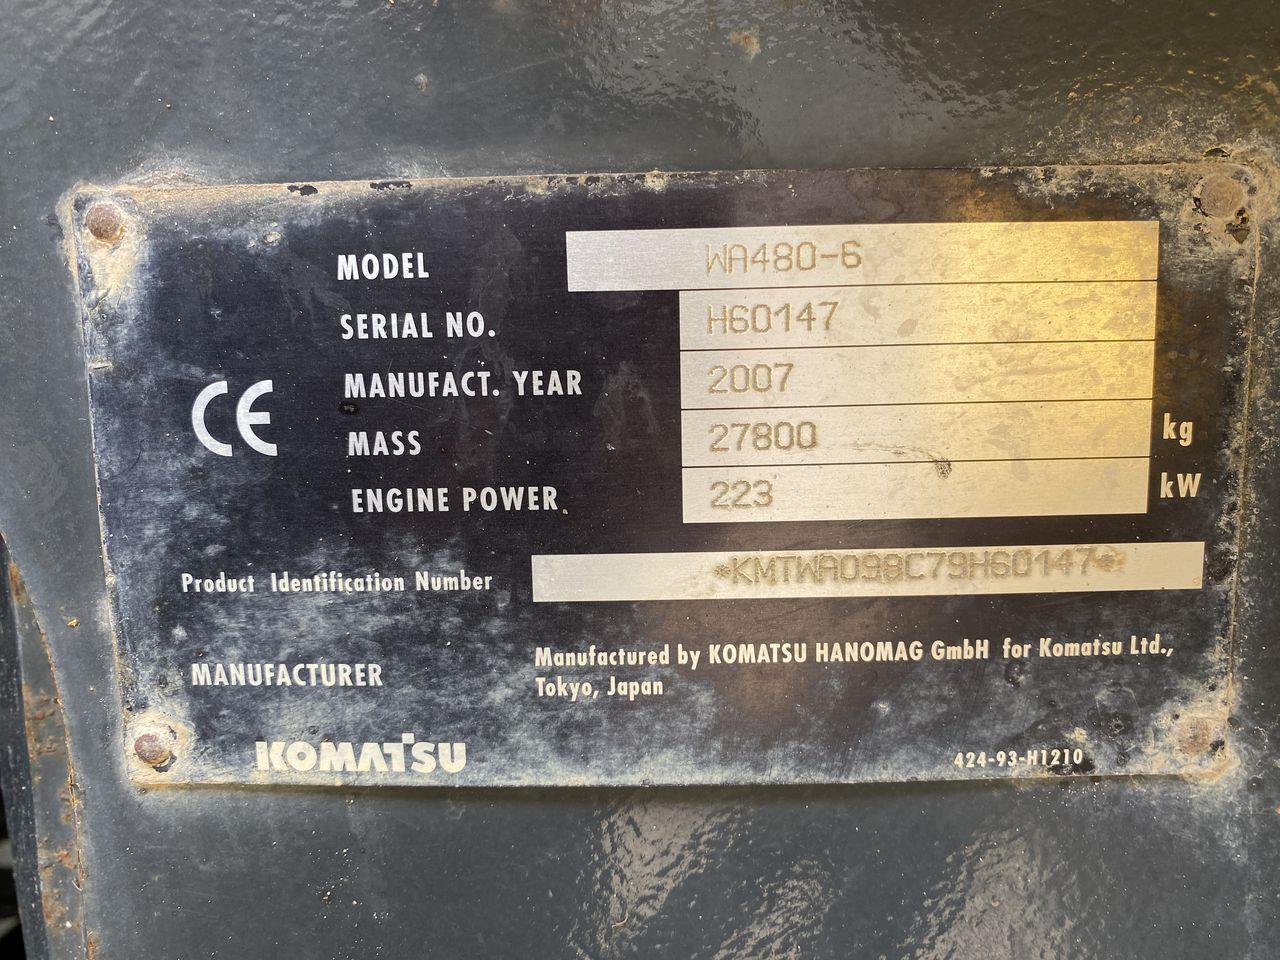 MODEL WA480-6
SERIAL NO. H60147
MANUFACT. YEAR 2007
CE
MASS 27800 kg
ENGINE POWER 223 kW
Product Identification Number *KMTWA098C79H60147*
MANUFACTURER Manufactured by KOMATSU HANOMAG GmbH for Komatsu Ltd.,
Tokyo, Japan
KOMATSU 424-93-H1210